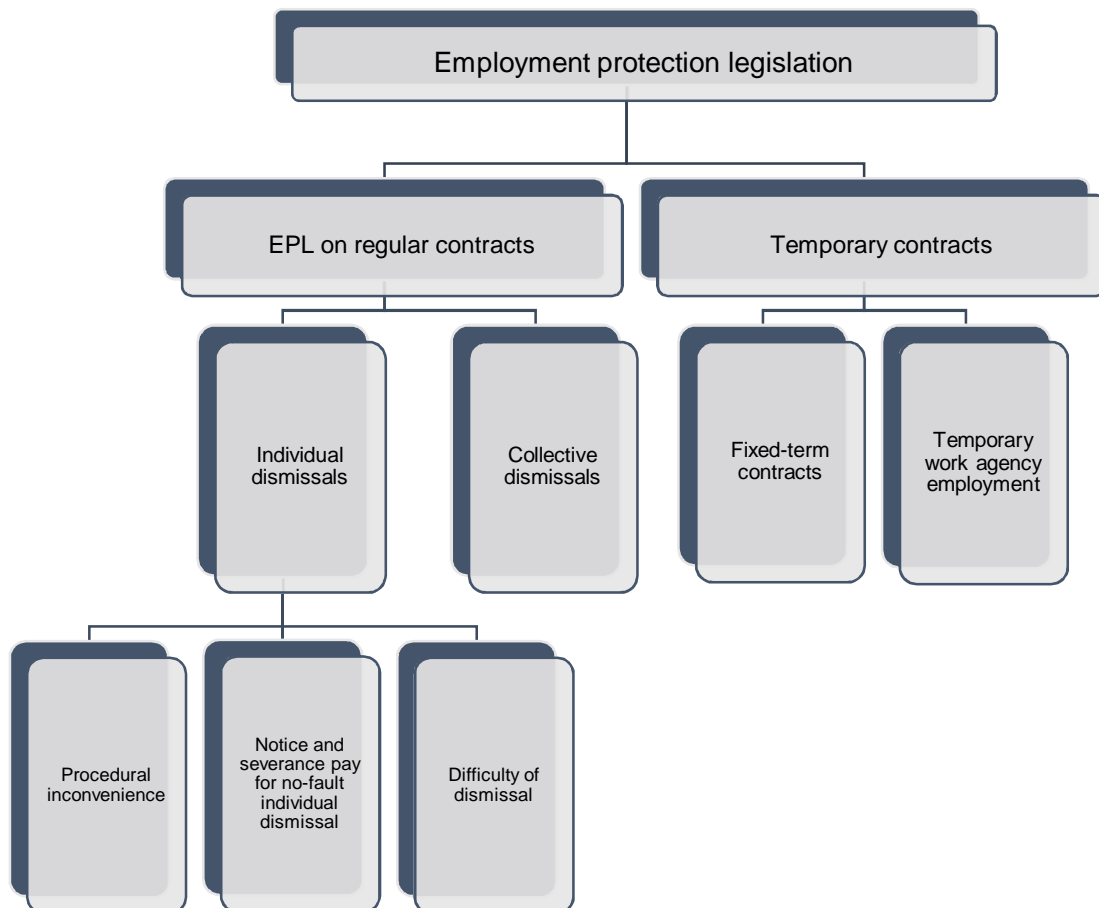 Employment protection legislation
EPL on regular contracts
Temporary contracts
Individual
dismissals
Collective
dismissals
Fixed-term
contracts
Temporary
work agency
employment
Procedural
inconvenience
Notice and
severance pay
for no-fault
individual
dismissal
Difficulty of
dismissal